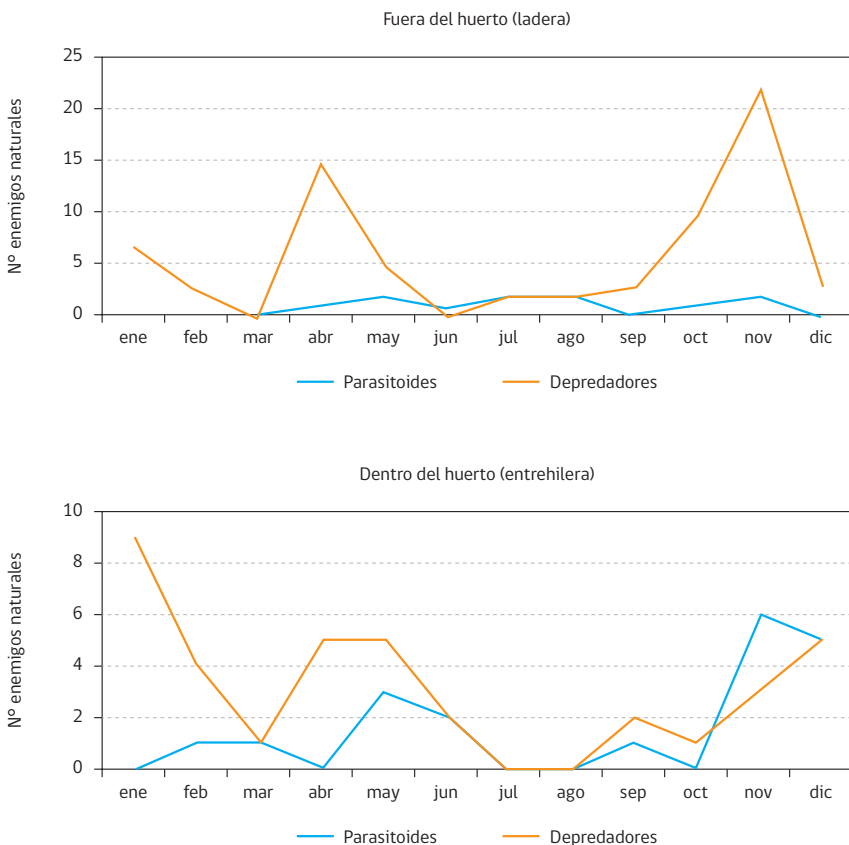 Fuera del huerto (ladera)
Nº enemigos naturales
25
20
15
10
5
0
ene feb mar abr may jun jul ago sep oct nov dic
Parasitoides Depredadores
Dentro del huerto (entrehilera)
Nº enemigos naturales
10
8
6
4
2
0
ene feb mar abr may jun jul ago sep oct nov dic
Parasitoides Depredadores